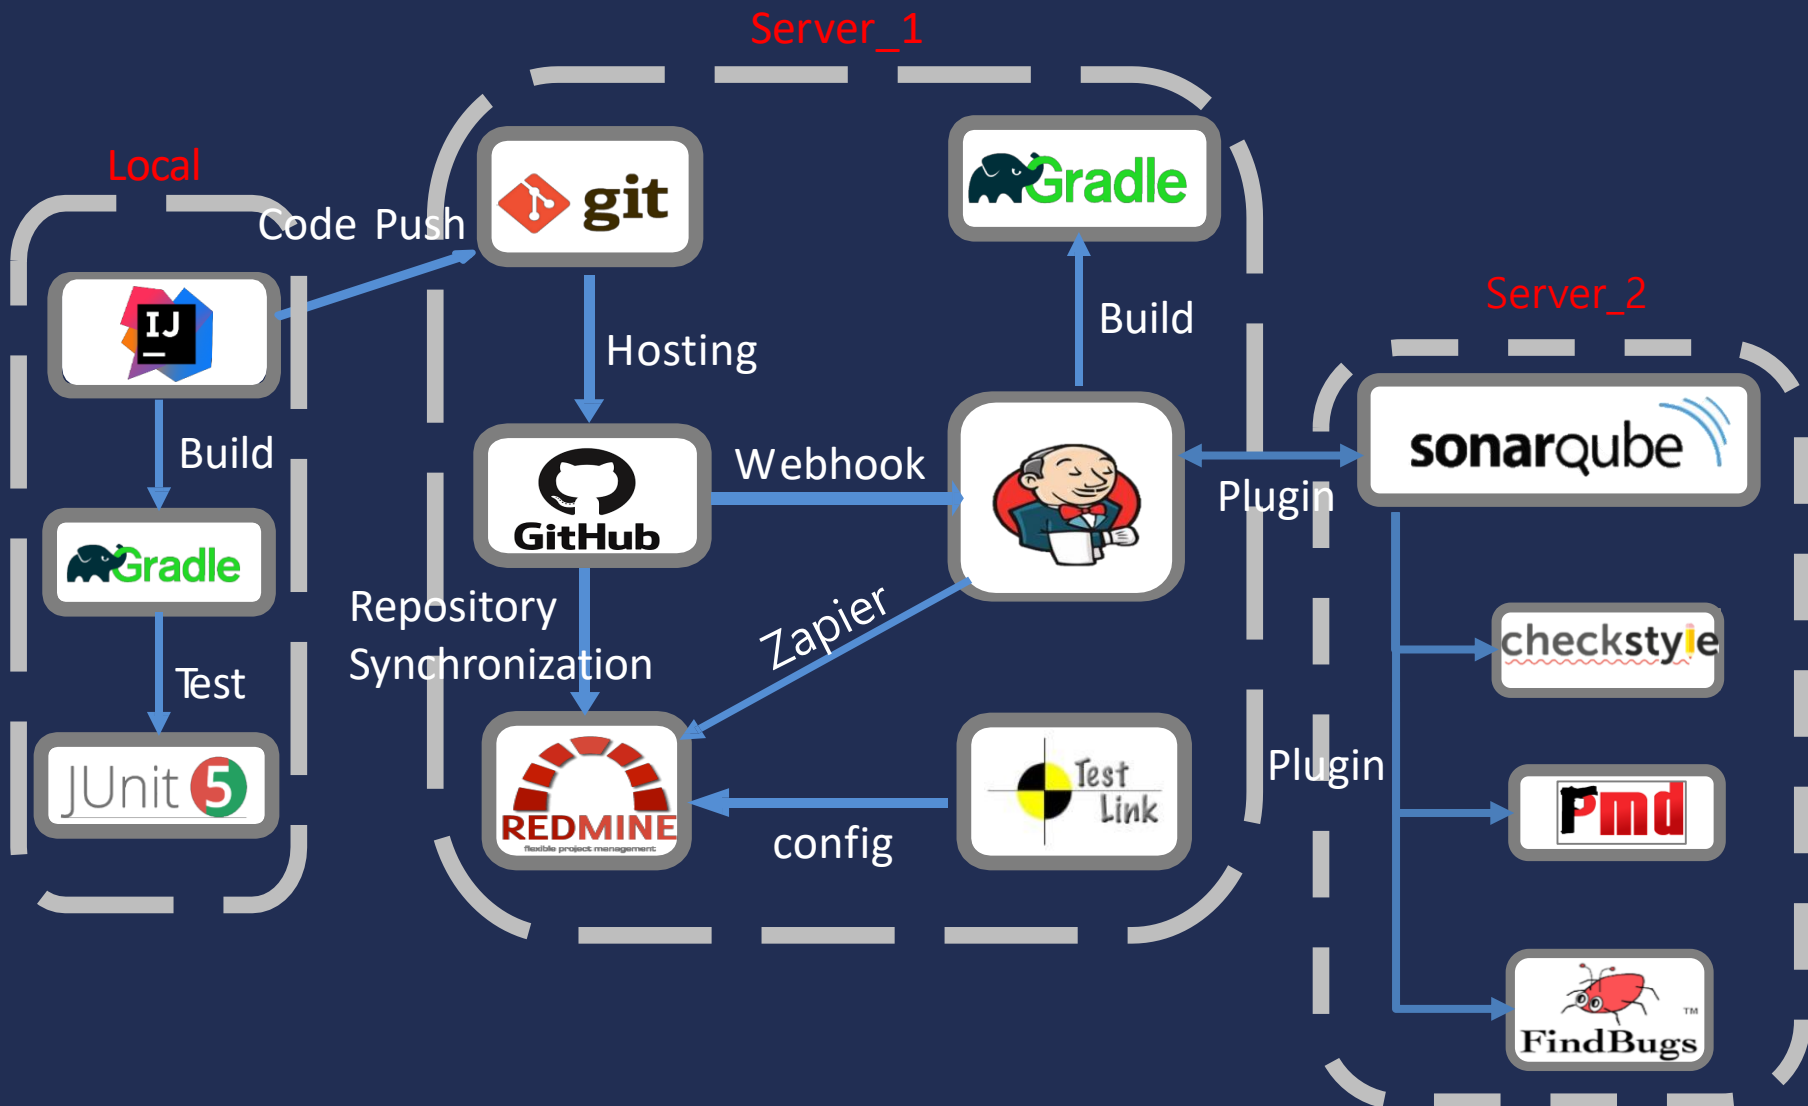 Server_1
Local
Code Push
git
Gradle
IJ
Hosting
Build
Server_2
Build
GitHub
Webhook
sonarqube
Plugin
Gradle
Repository
Synchronization
Zapier
checkstyle
Test
JUnit 5
REDMINE
flexible project management
config
Test
Link
Plugin
Pmd
FindBugs
TM